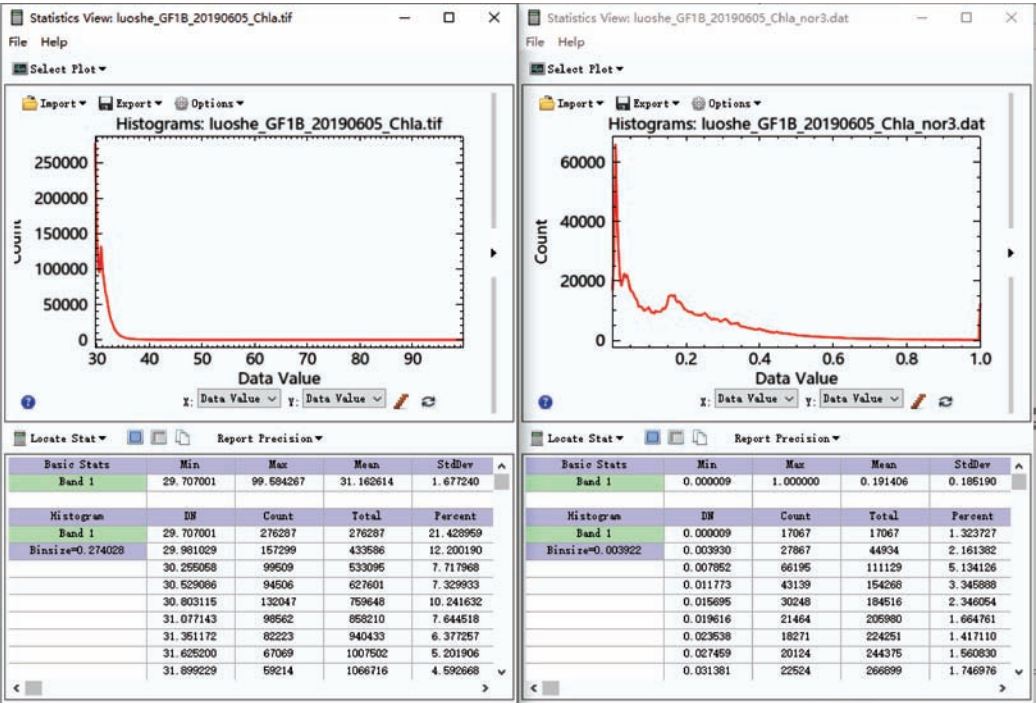 Statistics View: luoshe_GF1B_20190605_Chla.tif
File Help
Select Plot
Import Export Options
Histograms: luoshe_GF1B_20190605_Chla.tif
250000
200000
150000
100000
50000
0
Count
30 40 50 60 70 80 90
Data Value
X: Data Value Y: Data Value
Locate Stat Report Precision
Basic Stats Min Max Mean StdDev
Band 1 29.707001 99.584267 31.162614 1.677240
Histogram DN Count Total Percent
Band 1 29.707001 276287 276287 21.428959
Binsize=0.274028 29.981029 157299 433586 12.200190
30.255058 99509 533095 7.717968
30.529086 94506 627601 7.329933
30.803115 132047 759648 10.241632
31.077143 98562 858210 7.644518
31.351172 82223 940433 6.377257
31.625200 67069 1007502 5.201906
31.899229 59214 1066716 4.592668
Statistics View: luoshe_GF1B_20190605_Chla_nor3.dat
File Help
Select Plot
Import Export Options
Histograms: luoshe_GF1B_20190605_Chla_nor3.dat
60000
40000
20000
0
Count
0.2 0.4 0.6 0.8 1.0
Data Value
X: Data Value Y: Data Value
Locate Stat Report Precision
Basic Stats Min Max Mean StdDev
Band 1 0.000009 1.000000 0.191406 0.185190
Histogram DN Count Total Percent
Band 1 0.000009 17067 17067 1.323727
Binsize=0.003922 0.003930 27867 44934 2.161382
0.007852 66195 111129 5.134126
0.011773 43139 154268 3.345888
0.015695 30248 184516 2.346054
0.019616 21464 205980 1.664761
0.023538 18271 224251 1.417110
0.027459 20124 244375 1.560830
0.031381 22524 266899 1.746976